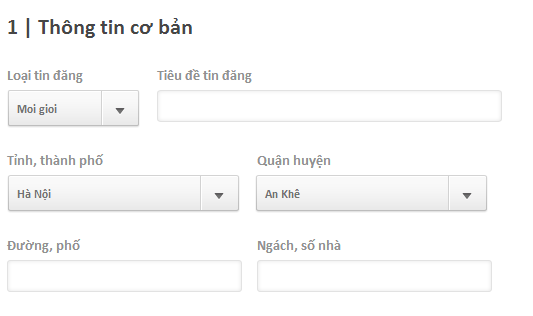 1 | Thông tin cơ bản
Loại tin đăng Tiêu đề tin đăng
Moi gioi
Tỉnh, thành phố Quận huyện
Hà Nội An Khê
Đường, phố Ngách, số nhà